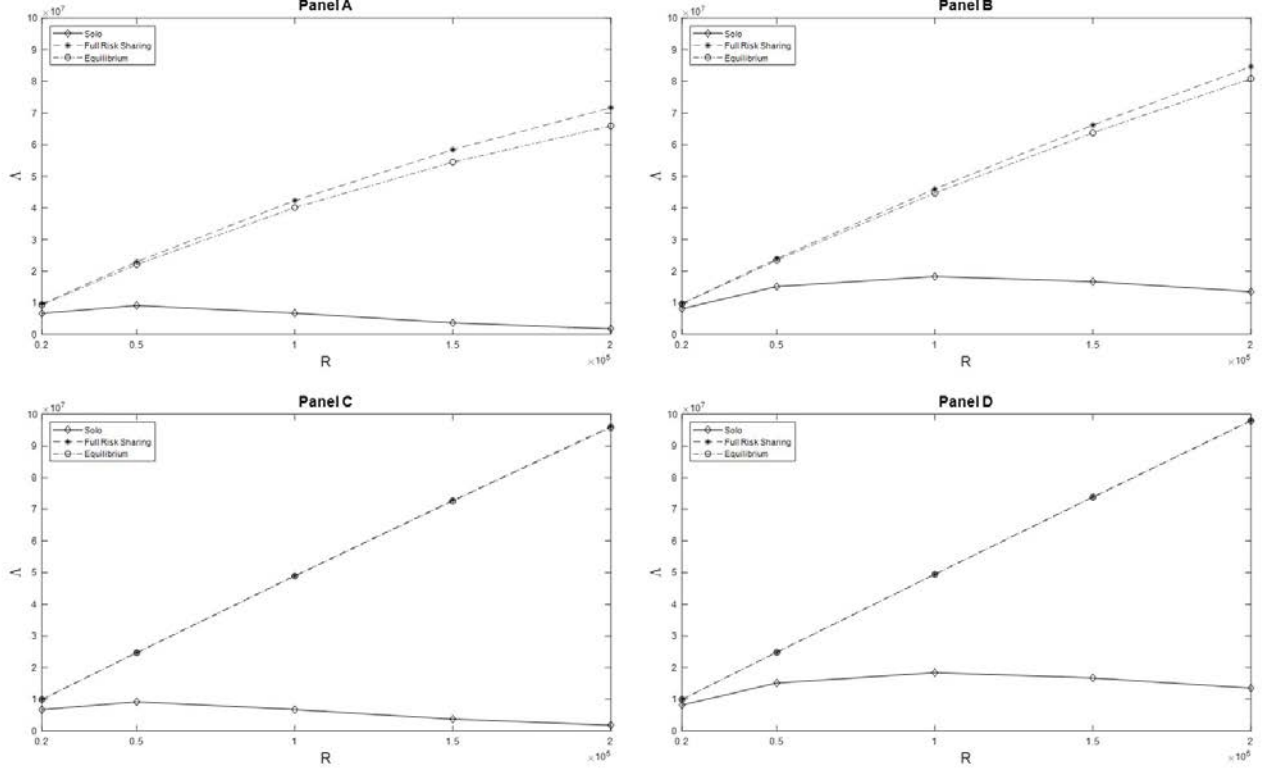 Panel A
×10⁷
10
9
8
7
6
5
4
3
2
1
0
Λ
Solo
Full Risk Sharing
Equilibrium
0.2 0.5 1 1.5 2
R
×10⁵
Panel B
×10⁷
10
9
8
7
6
5
4
3
2
1
0
Λ
Solo
Full Risk Sharing
Equilibrium
0.2 0.5 1 1.5 2
R
×10⁵
Panel C
×10⁷
10
9
8
7
6
5
4
3
2
1
0
Λ
Solo
Full Risk Sharing
Equilibrium
0.2 0.5 1 1.5 2
R
×10⁵
Panel D
×10⁷
10
9
8
7
6
5
4
3
2
1
0
Λ
Solo
Full Risk Sharing
Equilibrium
0.2 0.5 1 1.5 2
R
×10⁵